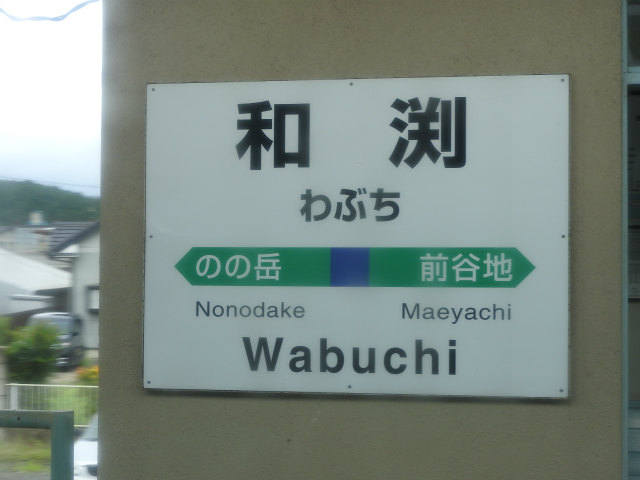 和渕
わぶち
のの岳 前谷地
Nonodake Maeyachi
Wabuchi